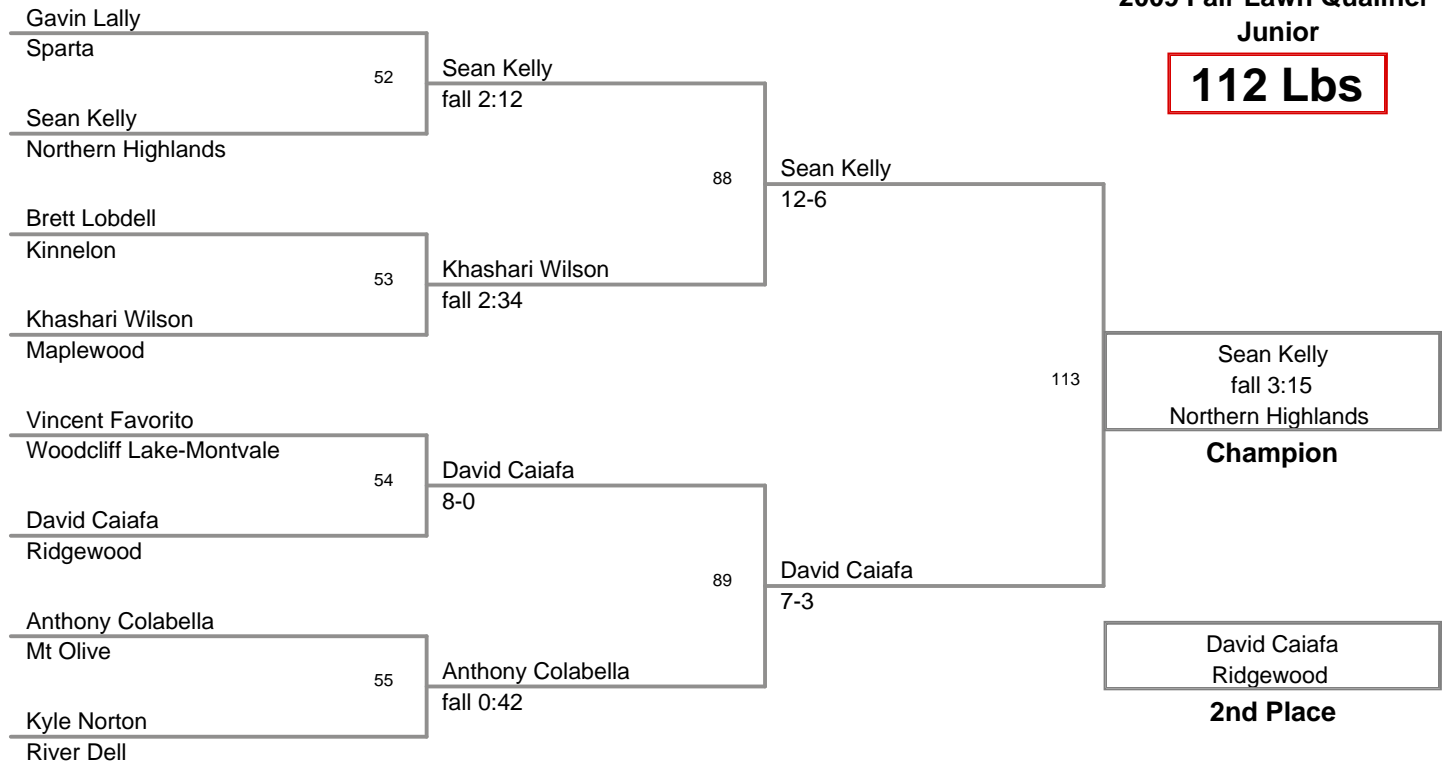 Junior
112 Lbs
Gavin Lally
Sparta
52
Sean Kelly
fall 2:12
Sean Kelly
Northern Highlands
88
Sean Kelly
12-6
Brett Lobdell
Kinnelon
53
Khashari Wilson
fall 2:34
Khashari Wilson
Maplewood
113
Sean Kelly
fall 3:15
Northern Highlands
Champion
Vincent Favorito
Woodcliff Lake-Montvale
54
David Caiafa
8-0
David Caiafa
Ridgewood
89
David Caiafa
7-3
Anthony Colabella
Mt Olive
55
Anthony Colabella
fall 0:42
Kyle Norton
River Dell
David Caiafa
Ridgewood
2nd Place